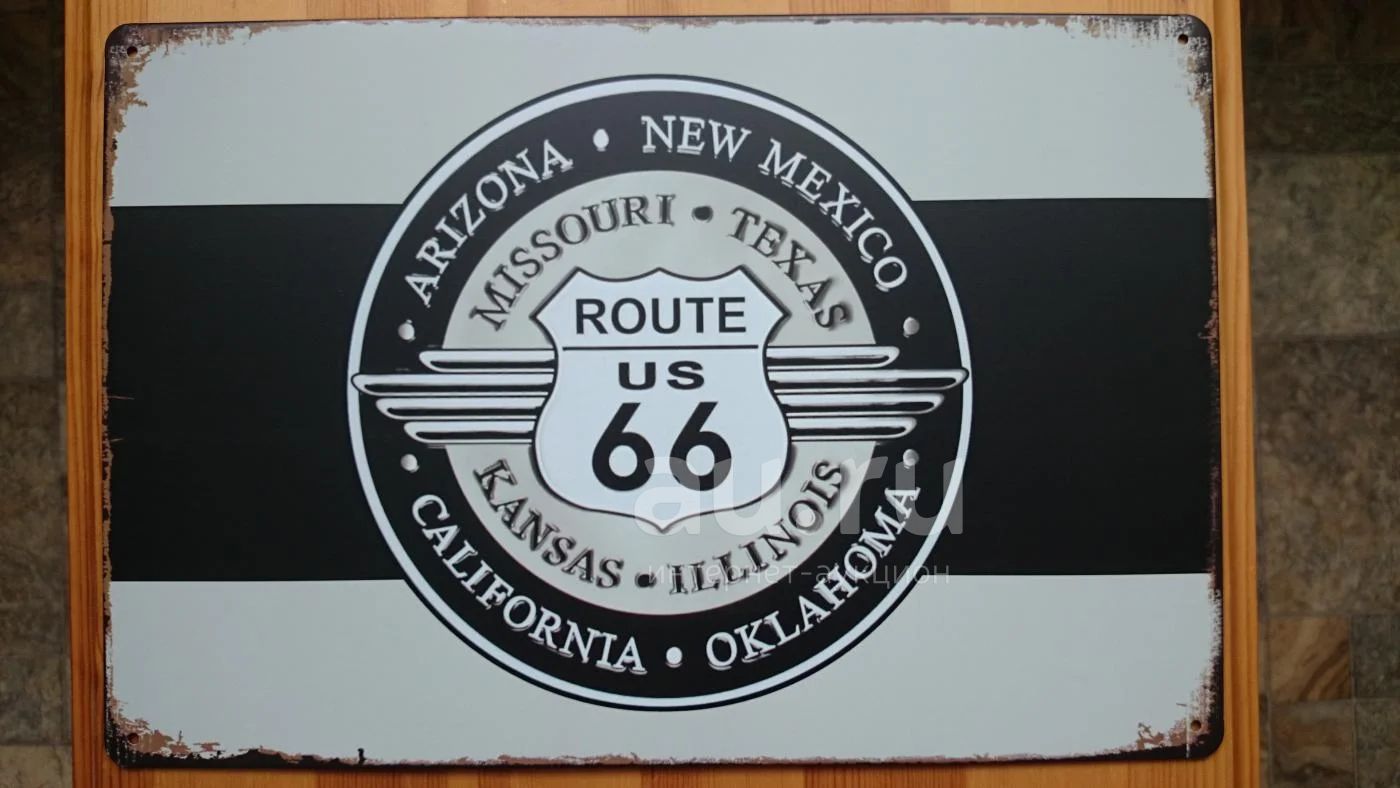 ARIZONA • NEW MEXICO
MISSOURI • TEXAS
ROUTE
US
66
KANSAS • ILLINOIS
CALIFORNIA • OKLAHOMA
au.ru
интернет-аукцион